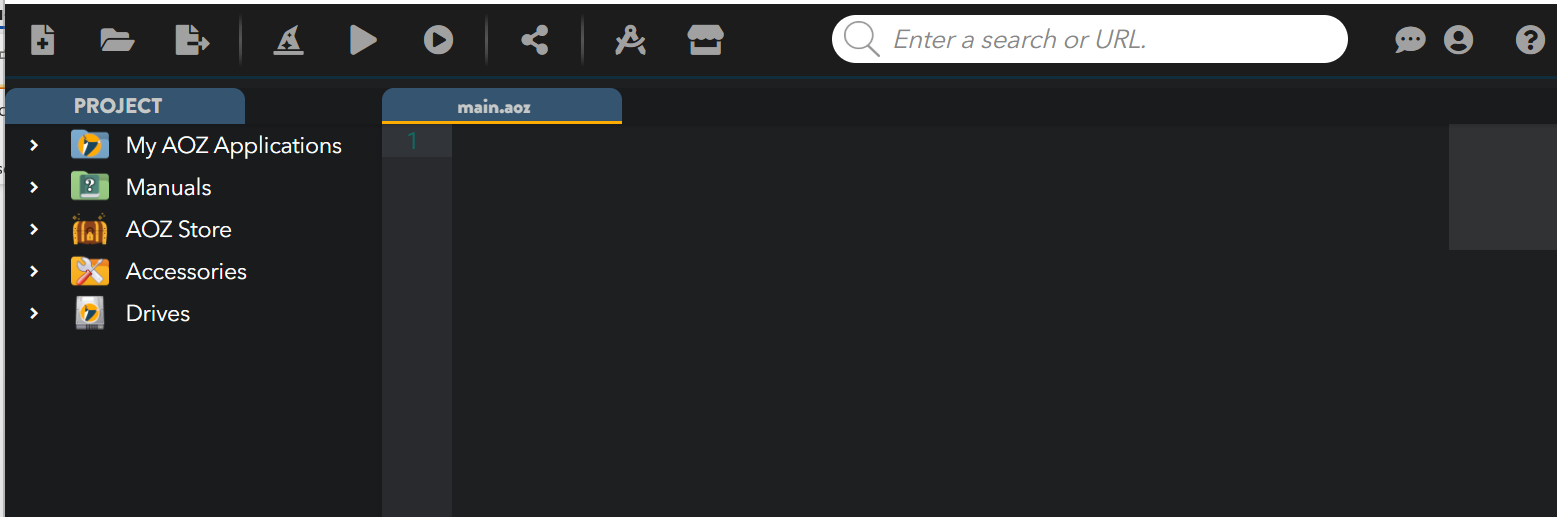 Enter a search or URL.
PROJECT
main.aoz
1
My AOZ Applications
Manuals
AOZ Store
Accessories
Drives